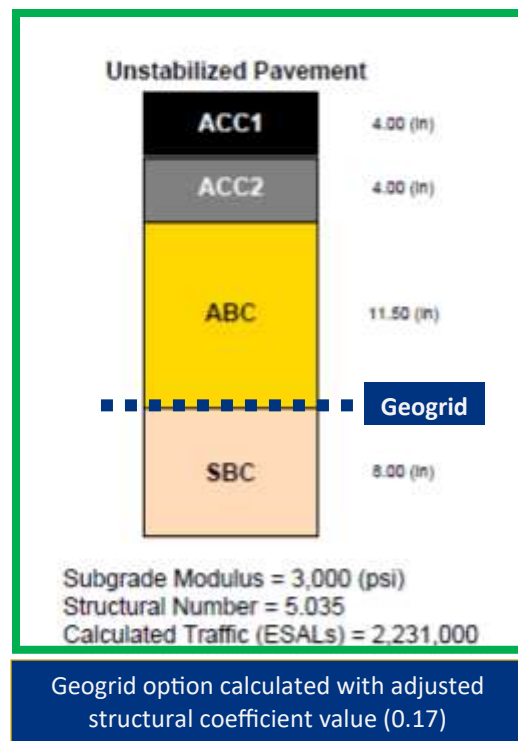 Unstabilized Pavement
ACC1 4.00 (in)
ACC2 4.00 (in)
ABC 11.50 (in)
Geogrid
SBC 8.00 (in)
Subgrade Modulus = 3,000 (psi)
Structural Number = 5.035
Calculated Traffic (ESALs) = 2,231,000
Geogrid option calculated with adjusted
structural coefficient value (0.17)